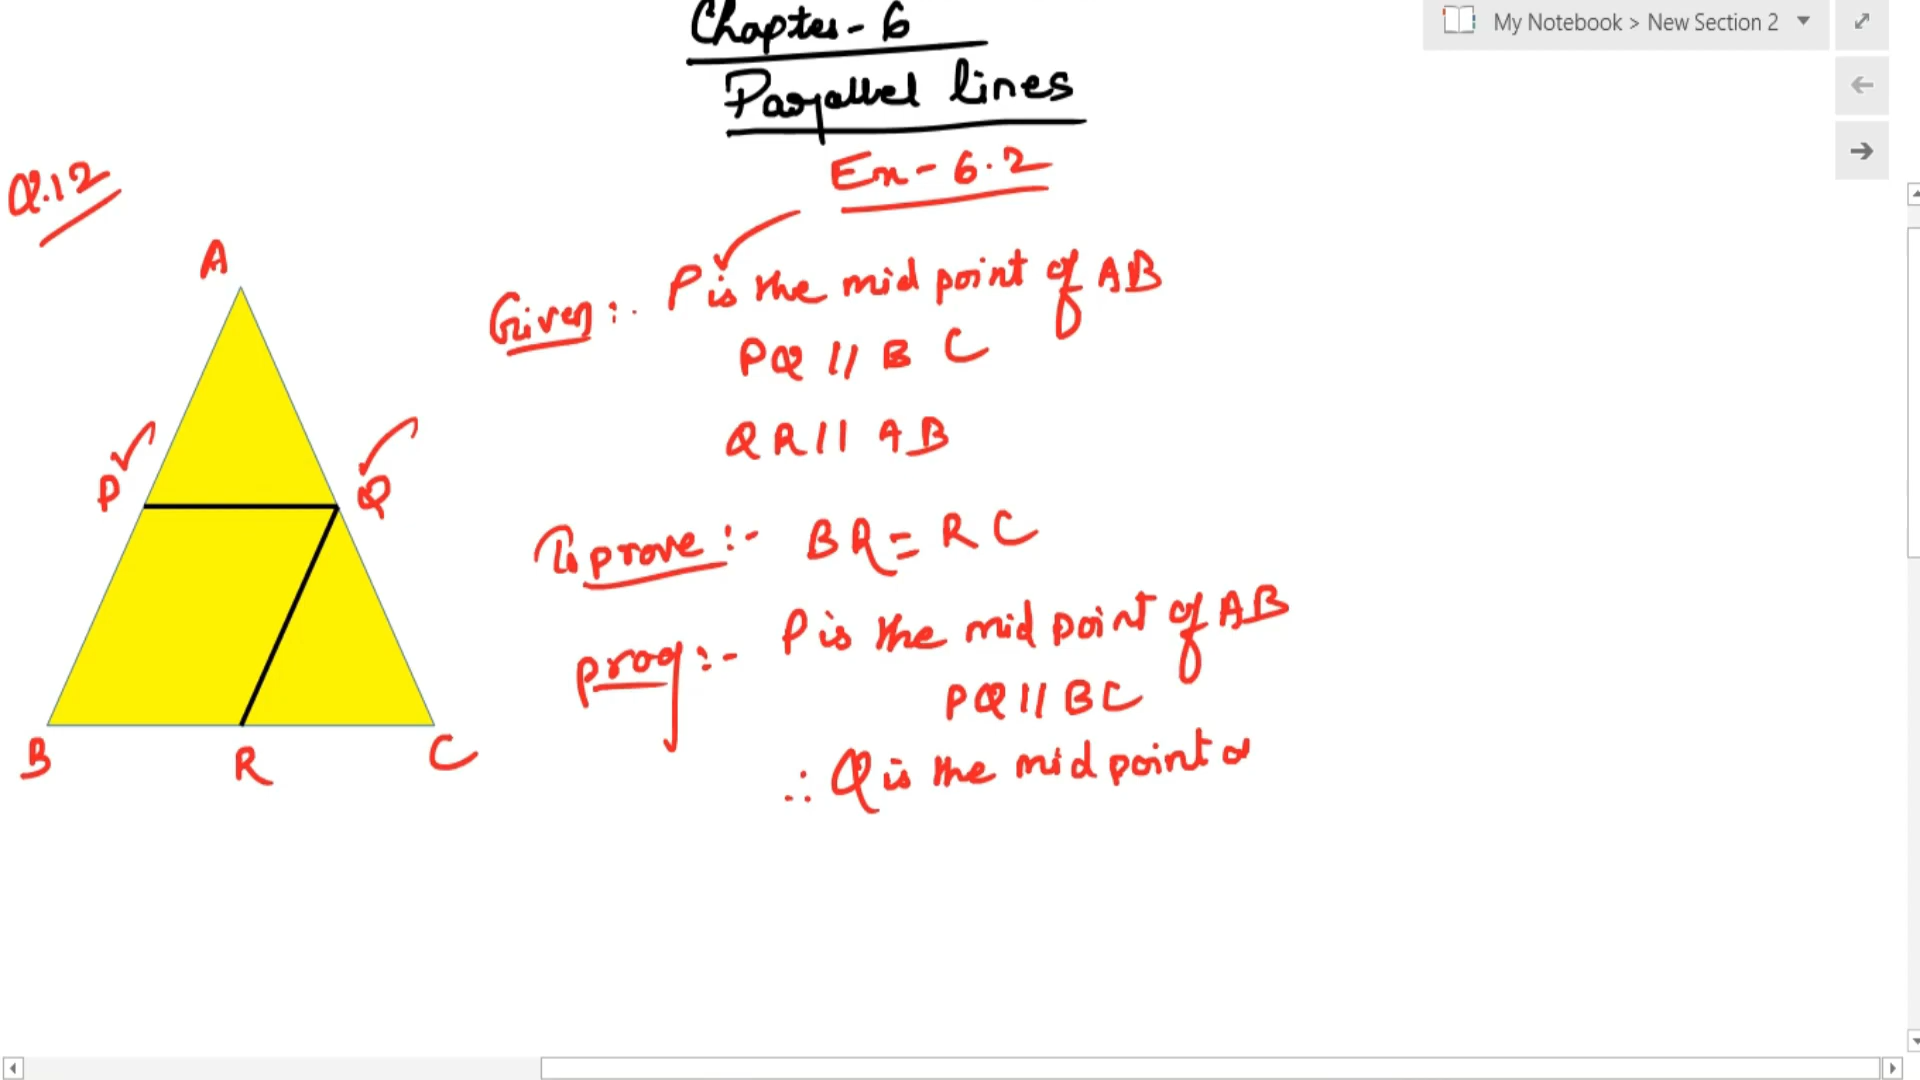 Chapter - 6
My Notebook > New Section 2
Parallel lines
Ex - 6.2
Q.12
A
Given :- P is the mid point of AB
PQ // BC
QR // AB
P
Q
To prove :- BR = RC
proof :- P is the mid point of AB
PQ // BC
∴ Q is the mid point o
B
R
C